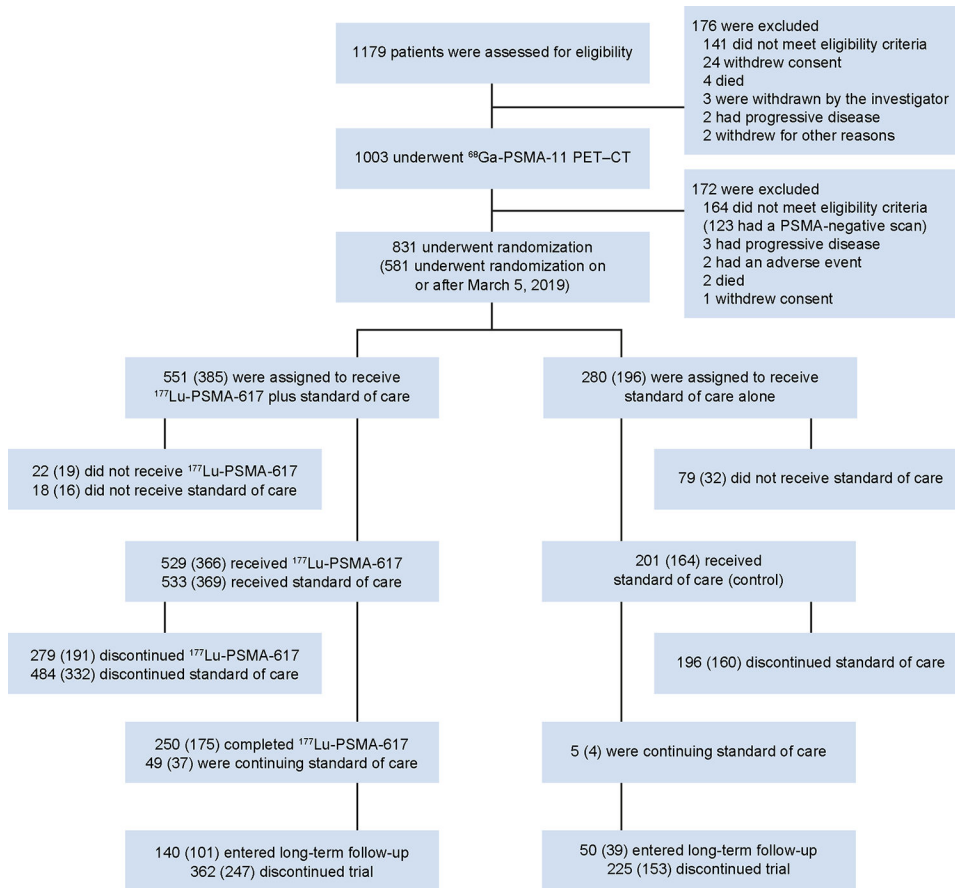 1179 patients were assessed for eligibility
176 were excluded
141 did not meet eligibility criteria
24 withdrew consent
4 died
3 were withdrawn by the investigator
2 had progressive disease
2 withdrew for other reasons
1003 underwent ⁶⁸Ga-PSMA-11 PET–CT
172 were excluded
164 did not meet eligibility criteria
(123 had a PSMA-negative scan)
3 had progressive disease
2 had an adverse event
2 died
1 withdrew consent
831 underwent randomization
(581 underwent randomization on
or after March 5, 2019)
551 (385) were assigned to receive
¹⁷⁷Lu-PSMA-617 plus standard of care
280 (196) were assigned to receive
standard of care alone
22 (19) did not receive ¹⁷⁷Lu-PSMA-617
18 (16) did not receive standard of care
79 (32) did not receive standard of care
529 (366) received ¹⁷⁷Lu-PSMA-617
533 (369) received standard of care
201 (164) received
standard of care (control)
279 (191) discontinued ¹⁷⁷Lu-PSMA-617
484 (332) discontinued standard of care
196 (160) discontinued standard of care
250 (175) completed ¹⁷⁷Lu-PSMA-617
49 (37) were continuing standard of care
5 (4) were continuing standard of care
140 (101) entered long-term follow-up
362 (247) discontinued trial
50 (39) entered long-term follow-up
225 (153) discontinued trial